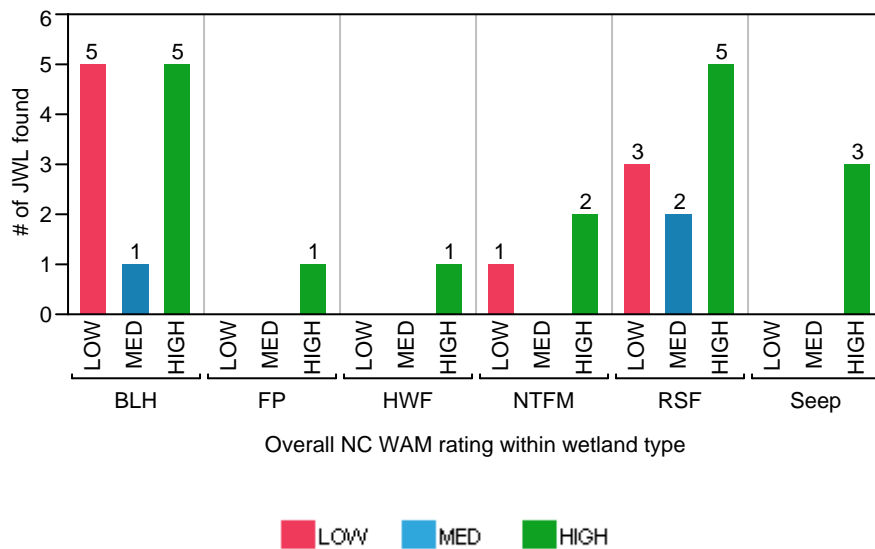 # of JWL found
6
5
4
3
2
1
0
5 1 5 1 1 1 2 3 2 5 3
LOW MED HIGH LOW MED HIGH LOW MED HIGH LOW MED HIGH LOW MED HIGH LOW MED HIGH
BLH FP HWF NTFM RSF Seep
Overall NC WAM rating within wetland type
LOW MED HIGH